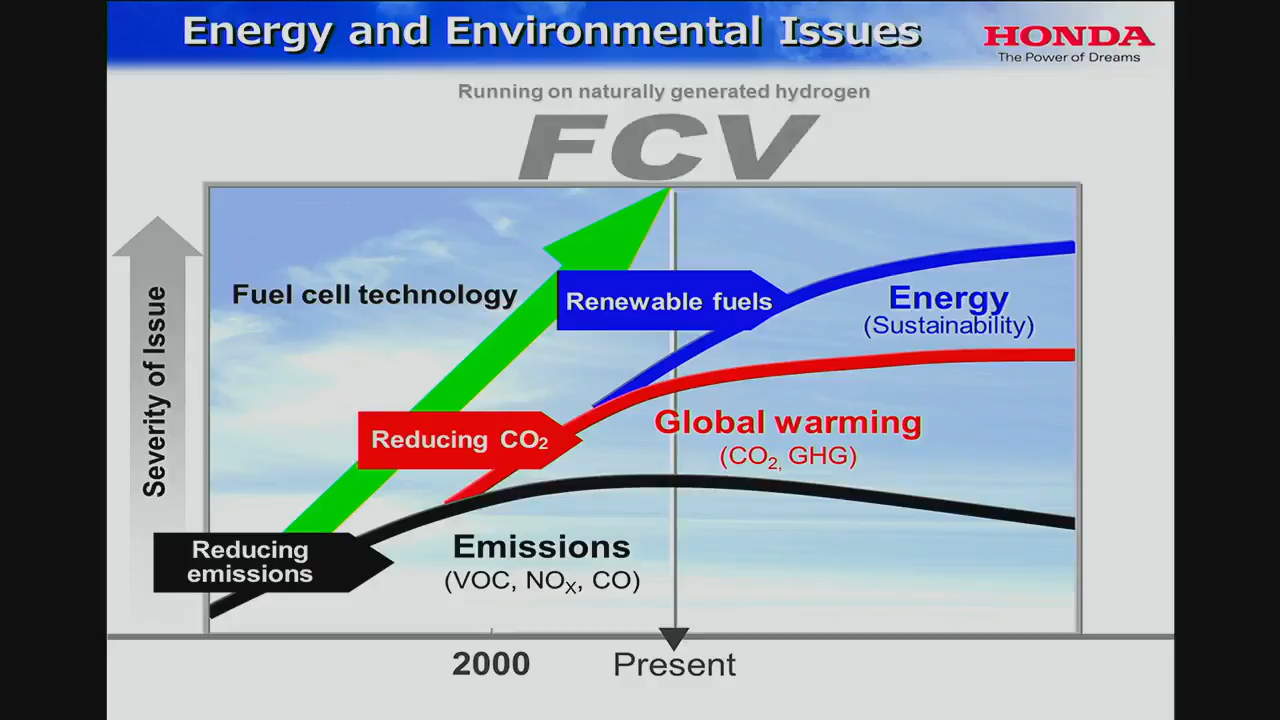 Energy and Environmental Issues
HONDA
The Power of Dreams
Running on naturally generated hydrogen
FCV
Severity of Issue
Fuel cell technology
Renewable fuels
Energy
(Sustainability)
Reducing CO₂
Global warming
(CO₂, GHG)
Reducing
emissions
Emissions
(VOC, NOX, CO)
2000
Present